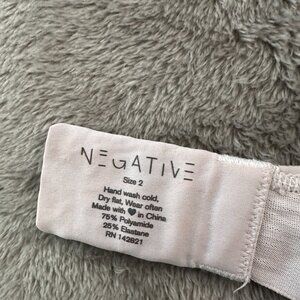 NEGATIVE
Size 2
Hand wash cold,
Dry flat, Wear often
Made with ♥ in China
75% Polyamide
25% Elastane
RN 142821